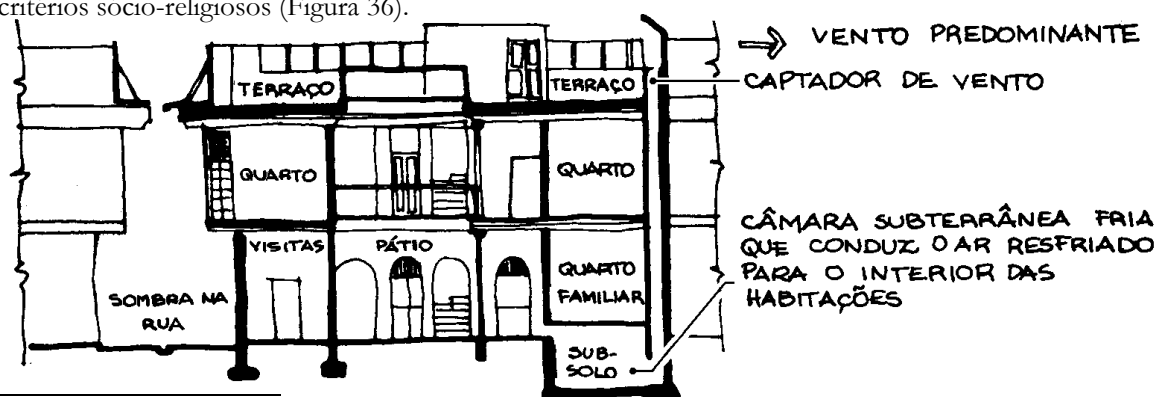 critérios sócio-religiosos (Figura 36).
VENTO PREDOMINANTE
TERRAÇO
TERRAÇO
CAPTADOR DE VENTO
QUARTO
QUARTO
VISITAS
PÁTIO
CÂMARA SUBTERRÂNEA FRIA
QUE CONDUZ O AR RESFRIADO
PARA O INTERIOR DAS
HABITAÇÕES
QUARTO
FAMILIAR
SOMBRA NA
RUA
SUB-
SOLO